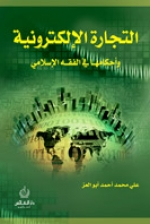 التجارة الإلكترونية
وأحكامها في الفقه الإسلامي
علي محمد أحمد أبو العز